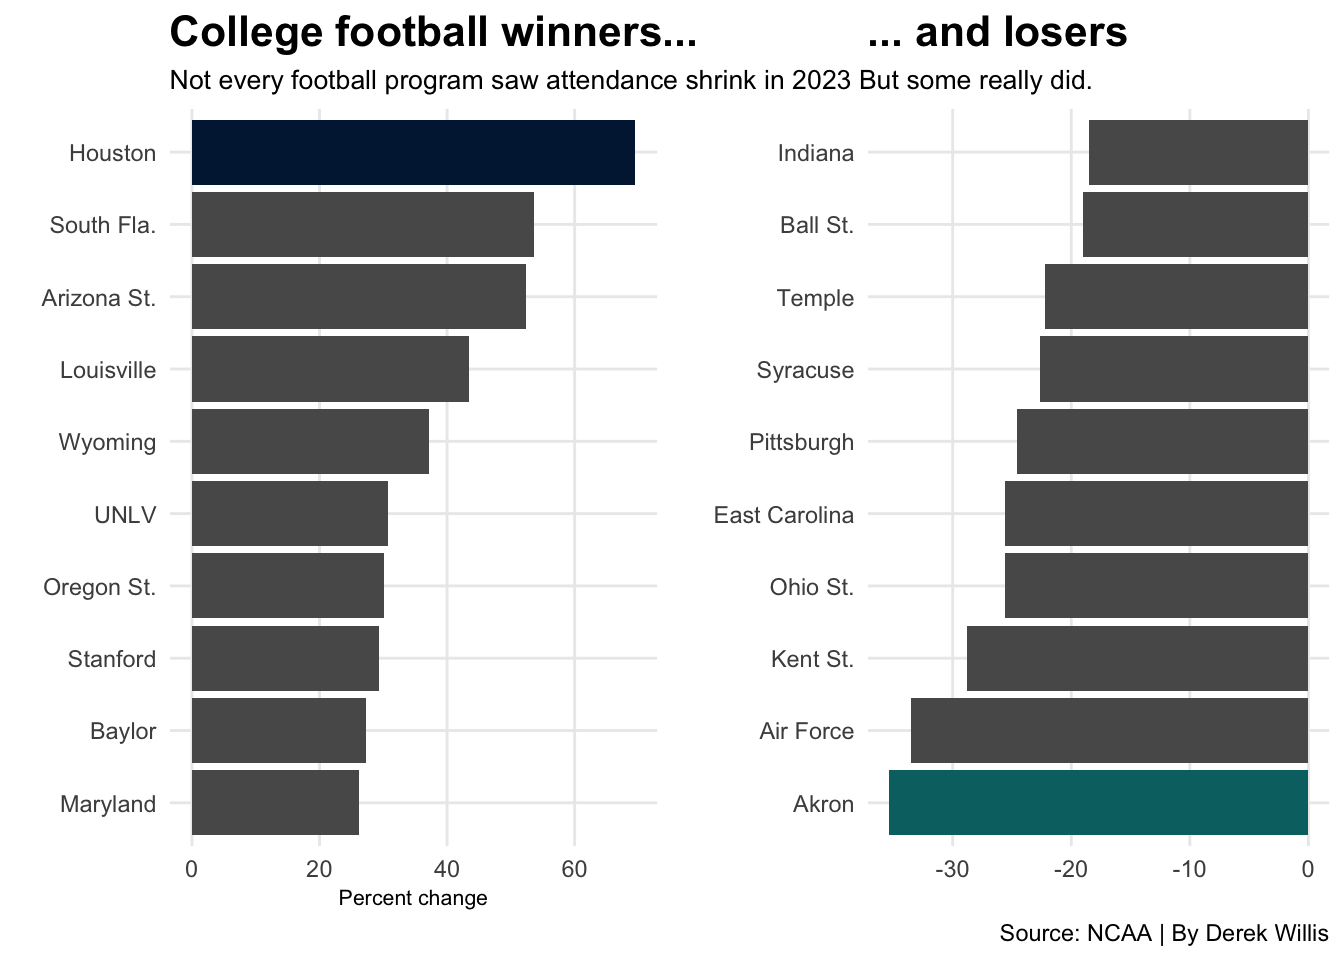 College football winners...
... and losers
Not every football program saw attendance shrink in 2023 But some really did.
Houston
South Fla.
Arizona St.
Louisville
Wyoming
UNLV
Oregon St.
Stanford
Baylor
Maryland
0 20 40 60
Percent change
Indiana
Ball St.
Temple
Syracuse
Pittsburgh
East Carolina
Ohio St.
Kent St.
Air Force
Akron
-30 -20 -10 0
Source: NCAA | By Derek Willis